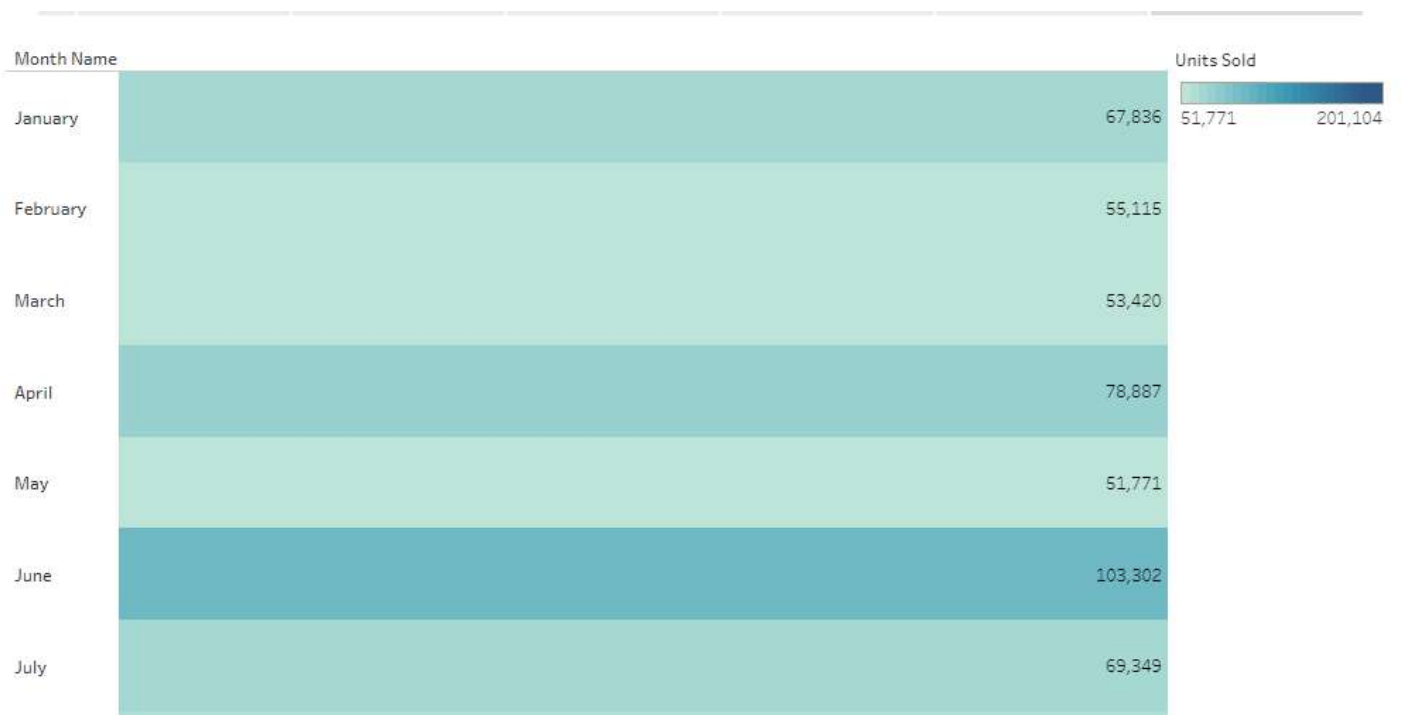 Month Name
Units Sold
January 67,836
51,771 201,104
February 55,115
March 53,420
April 78,887
May 51,771
June 103,302
July 69,349